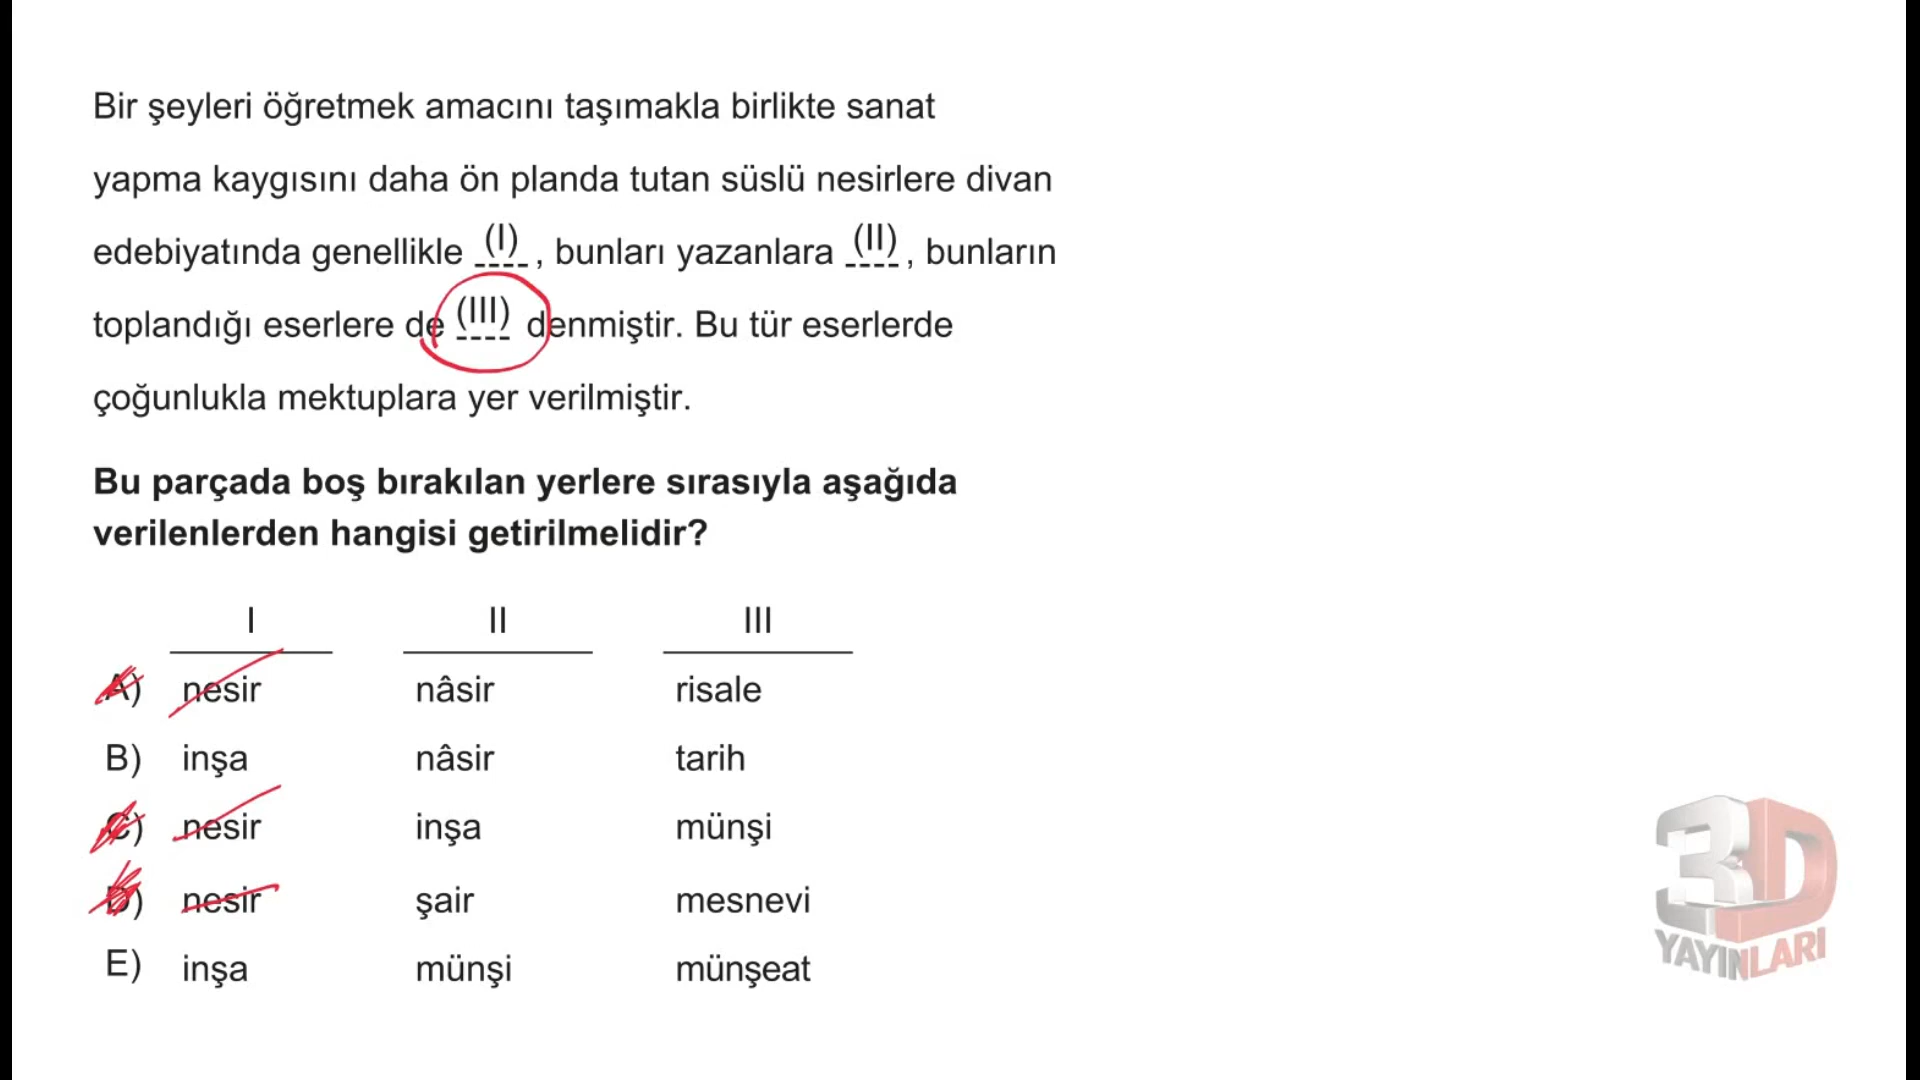 Bir şeyleri öğretmek amacını taşımakla birlikte sanat
yapma kaygısını daha ön planda tutan süslü nesirlere divan
edebiyatında genellikle (I) ----, bunları yazanlara (II) ----, bunların
toplandığı eserlere de (III) ---- denmiştir. Bu tür eserlerde
çoğunlukla mektuplara yer verilmiştir.
Bu parçada boş bırakılan yerlere sırasıyla aşağıda
verilenlerden hangisi getirilmelidir?
I II III
A) nesir nâsir risale
B) inşa nâsir tarih
C) nesir inşa münşi
D) nesir şair mesnevi
E) inşa münşi münşeat
3D
YAYINLARI